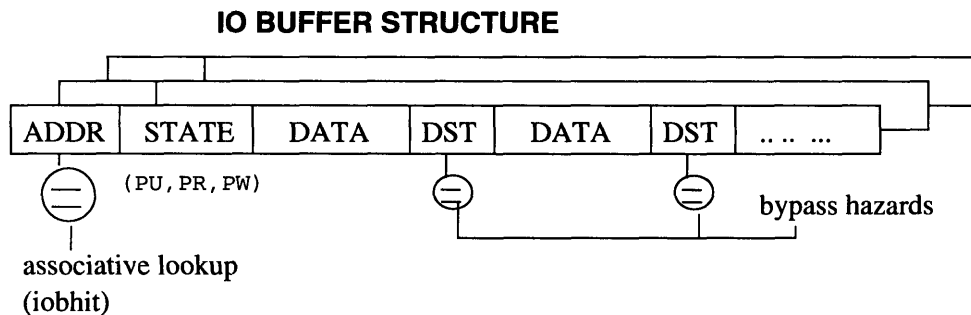 IO BUFFER STRUCTURE
ADDR STATE DATA DST DATA DST .. .. ...
(PU, PR, PW)
bypass hazards
associative lookup
(iobhit)